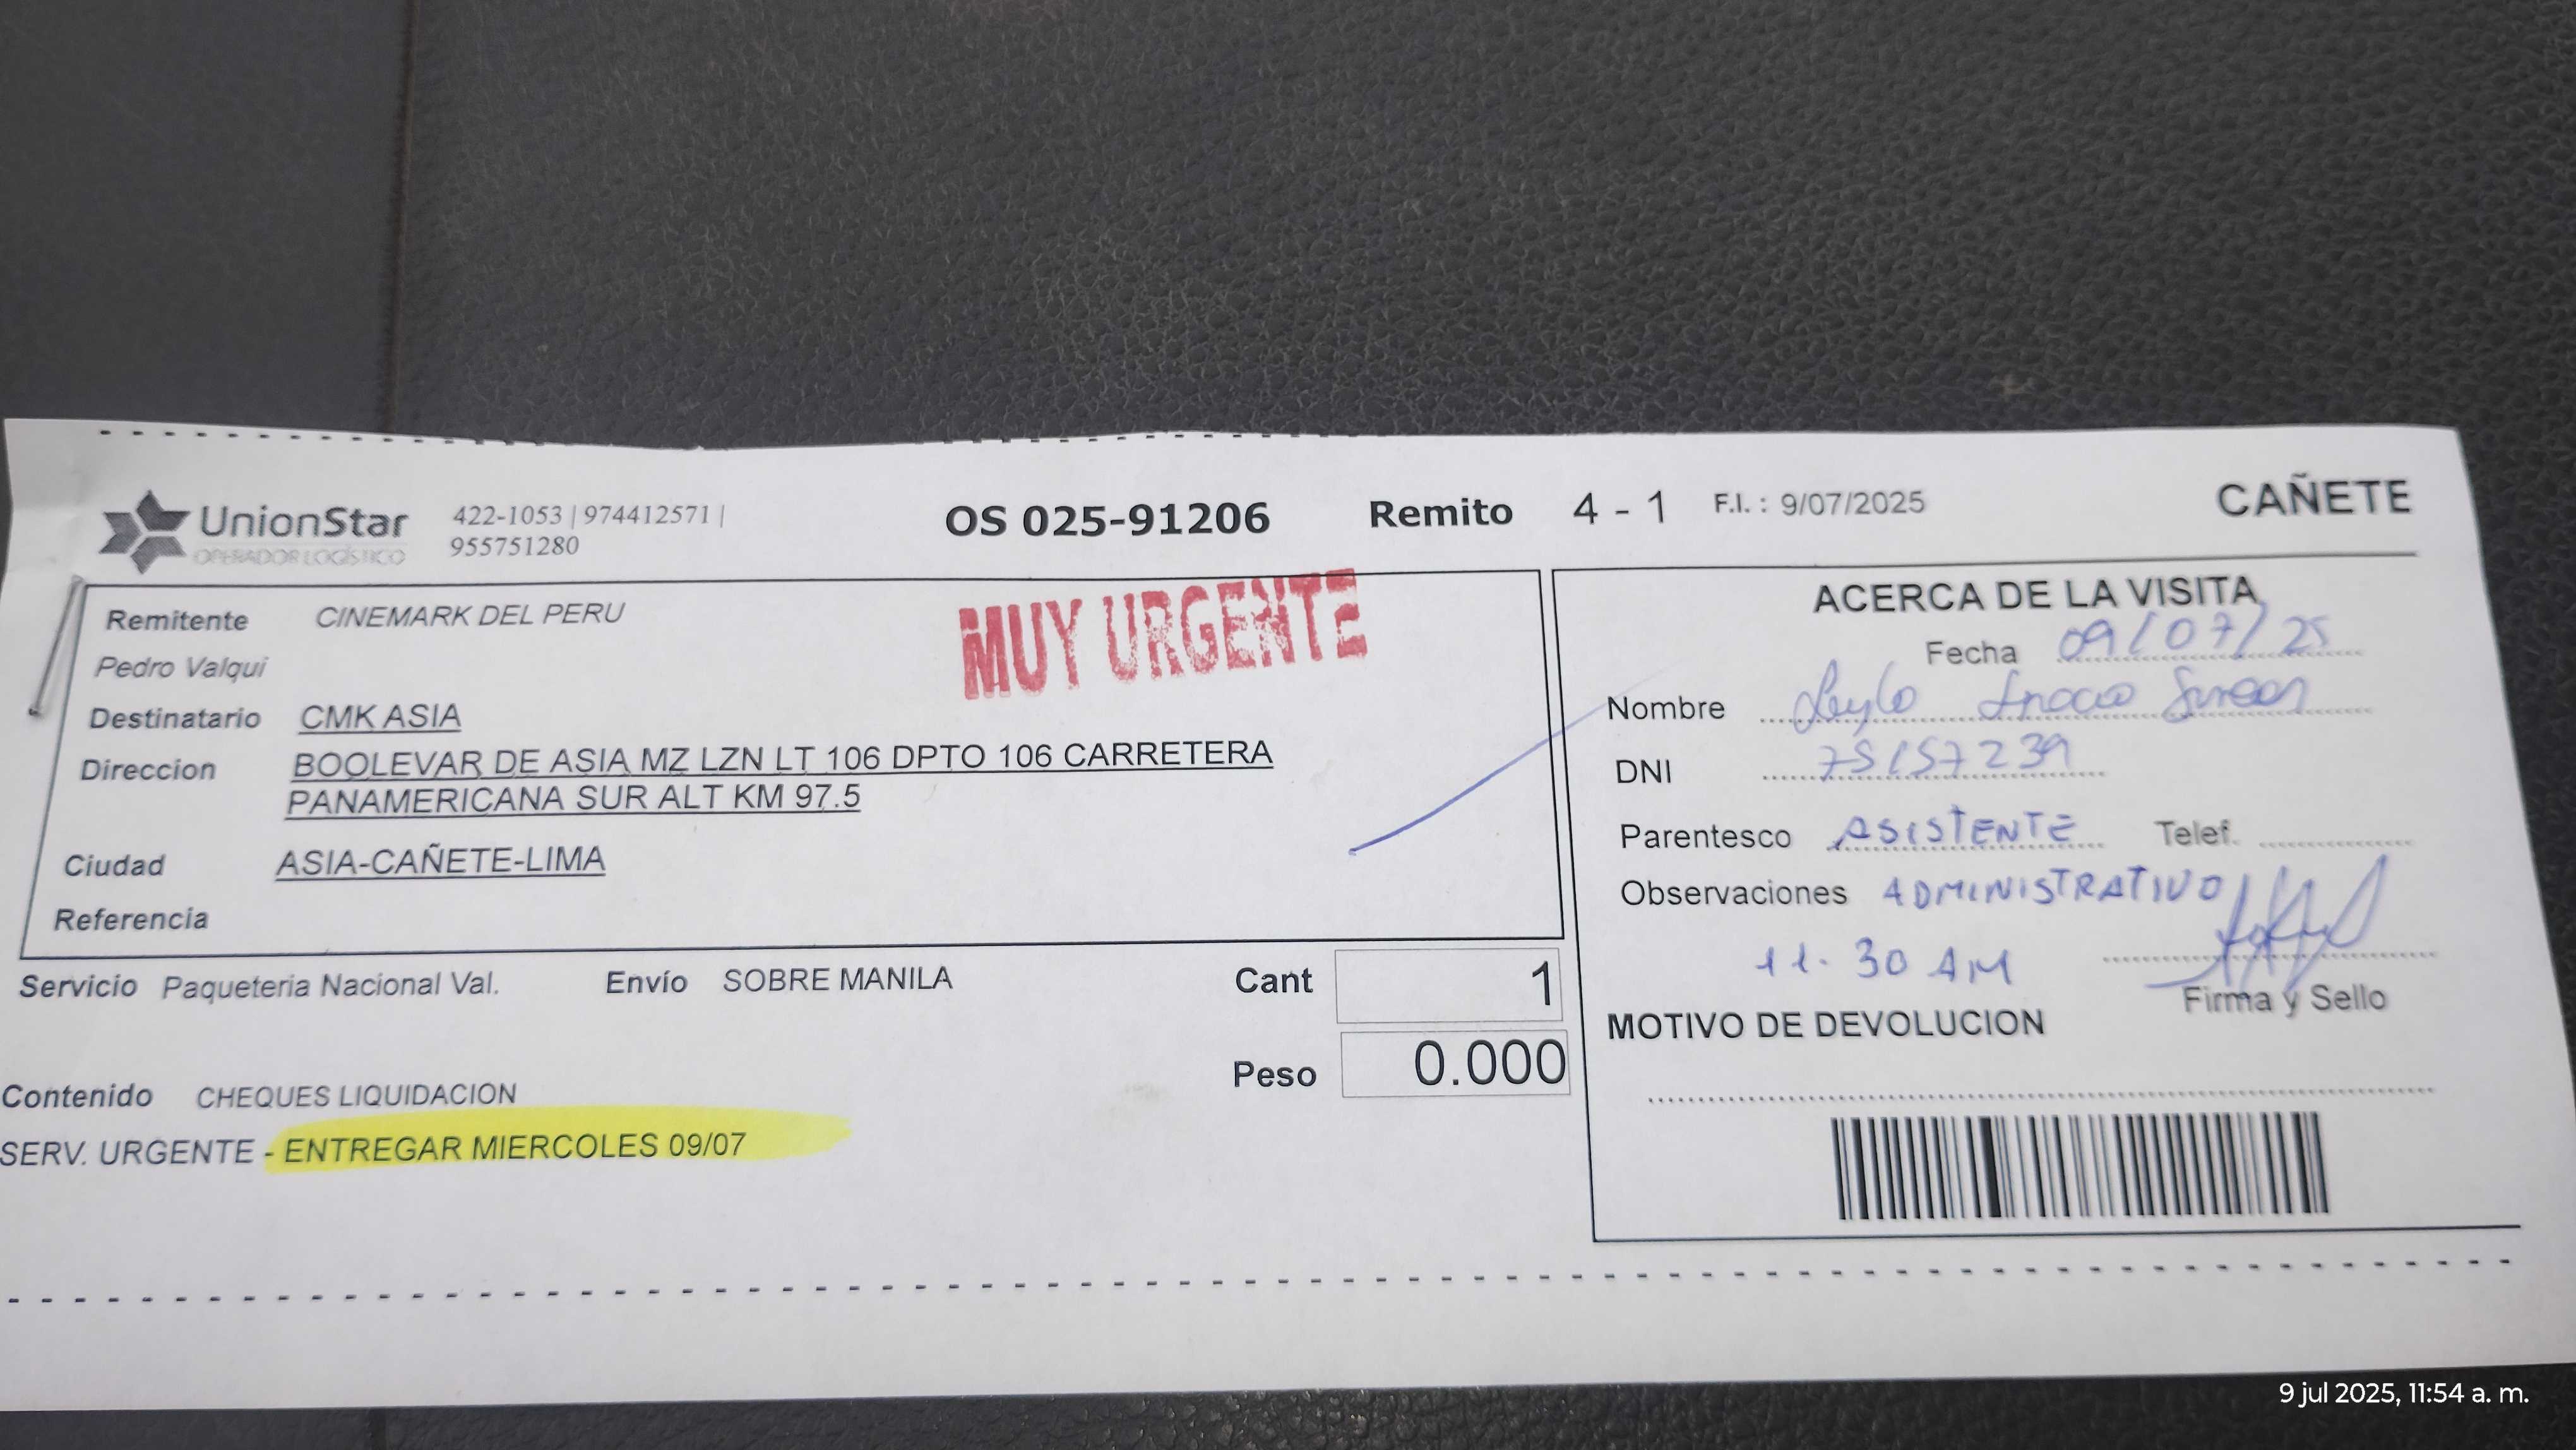 UnionStar
OPERADOR LOGÍSTICO
422-1053 | 974412571 |
955751280
OS 025-91206
Remito 4 - 1
F.I. : 9/07/2025
CAÑETE
Remitente CINEMARK DEL PERU
Pedro Valqui
MUY URGENTE
Destinatario CMK ASIA
Direccion BOOLEVAR DE ASIA MZ LZN LT 106 DPTO 106 CARRETERA
PANAMERICANA SUR ALT KM 97.5
Ciudad ASIA-CAÑETE-LIMA
Referencia
Servicio Paqueteria Nacional Val. Envío SOBRE MANILA
Cant 1
Peso 0.000
Contenido CHEQUES LIQUIDACION
SERV. URGENTE - ENTREGAR MIERCOLES 09/07
ACERCA DE LA VISITA
Fecha 09/07/25
Nombre
DNI 75157239
Parentesco ASISTENTE Telef.
Observaciones ADMINISTRATIVO
11.30 AM
Firma y Sello
MOTIVO DE DEVOLUCION
9 jul 2025, 11:54 a. m.